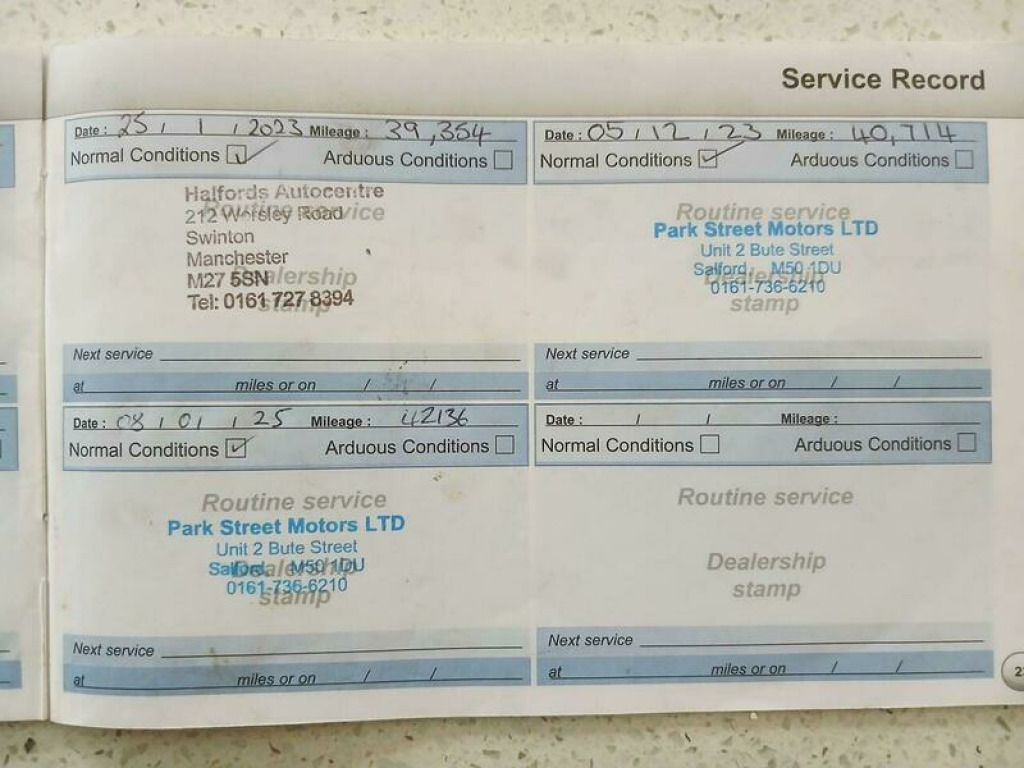 Service Record
Date : 25 / 1 / 2023 Mileage : 39,354
Normal Conditions Arduous Conditions
Halfords Autocentre
Routine service
212 Worsley Road
Swinton
Manchester
Dealership
M27 5SN
stamp
Tel: 0161 727 8394
Next service
at miles or on / /
Date : 05 / 12 / 23 Mileage : 40,714
Normal Conditions Arduous Conditions
Routine service
Park Street Motors LTD
Unit 2 Bute Street
Salford, M50 1DU
Dealership
0161-736-6210
stamp
Next service
at miles or on / /
Date : 08 / 01 / 25 Mileage : 42136
Normal Conditions Arduous Conditions
Routine service
Park Street Motors LTD
Unit 2 Bute Street
Salford, M50 1DU
Dealership
0161-736-6210
stamp
Next service
at miles or on / /
Date : / / Mileage :
Normal Conditions Arduous Conditions
Routine service
Dealership
stamp
Next service
at miles or on / /